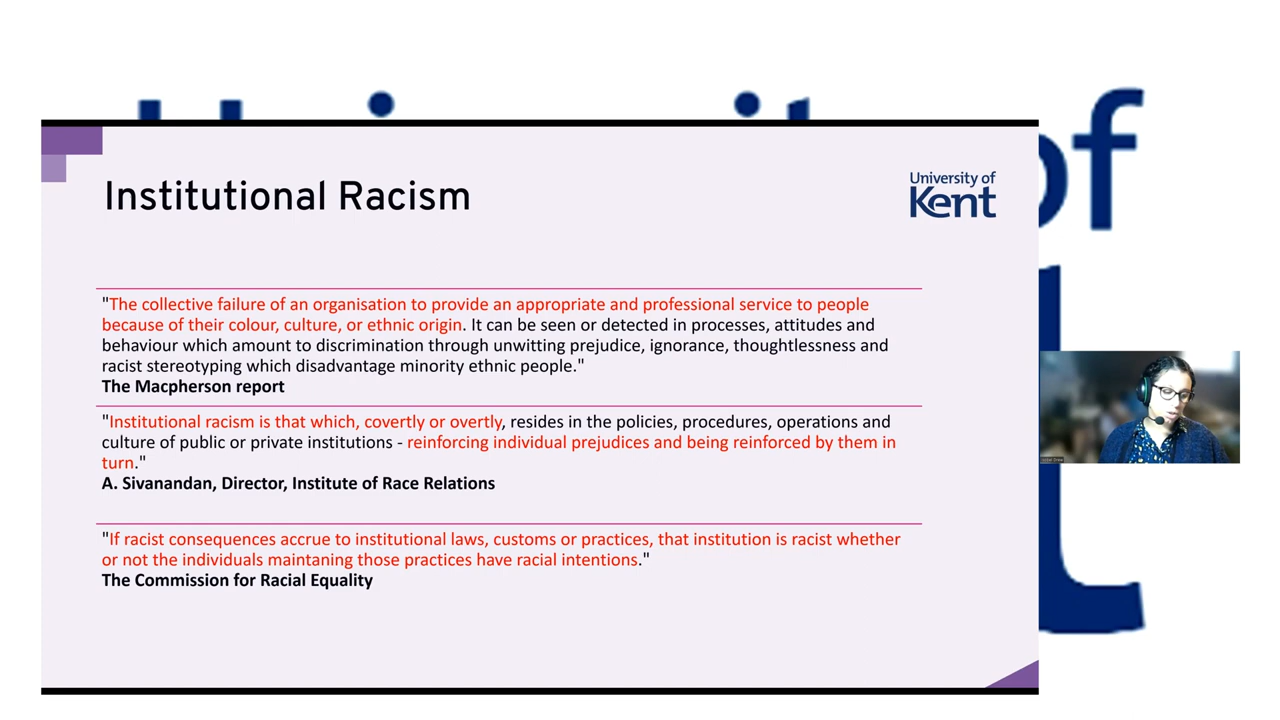 of
Institutional Racism
University of
Kent
"The collective failure of an organisation to provide an appropriate and professional service to people
because of their colour, culture, or ethnic origin. It can be seen or detected in processes, attitudes and
behaviour which amount to discrimination through unwitting prejudice, ignorance, thoughtlessness and
racist stereotyping which disadvantage minority ethnic people."
The Macpherson report
"Institutional racism is that which, covertly or overtly, resides in the policies, procedures, operations and
culture of public or private institutions - reinforcing individual prejudices and being reinforced by them in
turn."
A. Sivanandan, Director, Institute of Race Relations
"If racist consequences accrue to institutional laws, customs or practices, that institution is racist whether
or not the individuals maintaning those practices have racial intentions."
The Commission for Racial Equality